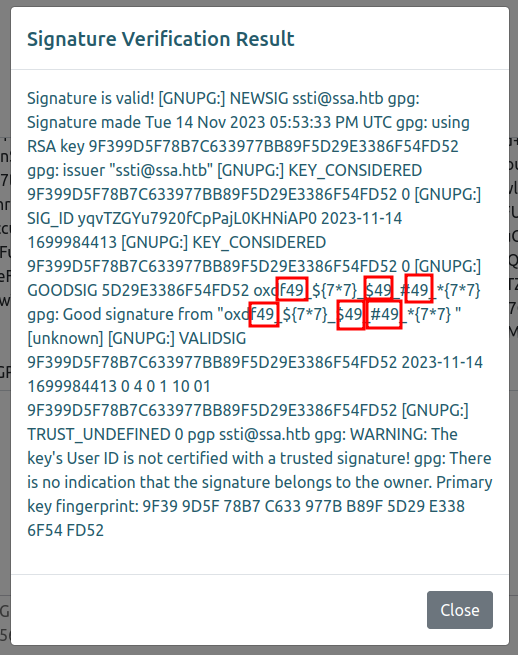 Signature Verification Result
Signature is valid! [GNUPG:] NEWSIG ssti@ssa.htb gpg:
Signature made Tue 14 Nov 2023 05:53:33 PM UTC gpg: using
RSA key 9F399D5F78B7C633977BB89F5D29E3386F54FD52
gpg: issuer "ssti@ssa.htb" [GNUPG:] KEY_CONSIDERED
9F399D5F78B7C633977BB89F5D29E3386F54FD52 0 [GNUPG:]
SIG_ID yqvTZGYu7920fCpPajL0KHNiAP0 2023-11-14
1699984413 [GNUPG:] KEY_CONSIDERED
9F399D5F78B7C633977BB89F5D29E3386F54FD52 0 [GNUPG:]
GOODSIG 5D29E3386F54FD52 oxdf49_${7*7}_$49_#49_*{7*7}
gpg: Good signature from "oxdf49_${7*7}_$49_#49_*{7*7} "
[unknown] [GNUPG:] VALIDSIG
9F399D5F78B7C633977BB89F5D29E3386F54FD52 2023-11-14
1699984413 0 4 0 1 10 01
9F399D5F78B7C633977BB89F5D29E3386F54FD52 [GNUPG:]
TRUST_UNDEFINED 0 pgp ssti@ssa.htb gpg: WARNING: The
key's User ID is not certified with a trusted signature! gpg: There
is no indication that the signature belongs to the owner. Primary
key fingerprint: 9F39 9D5F 78B7 C633 977B B89F 5D29 E338
6F54 FD52
Close